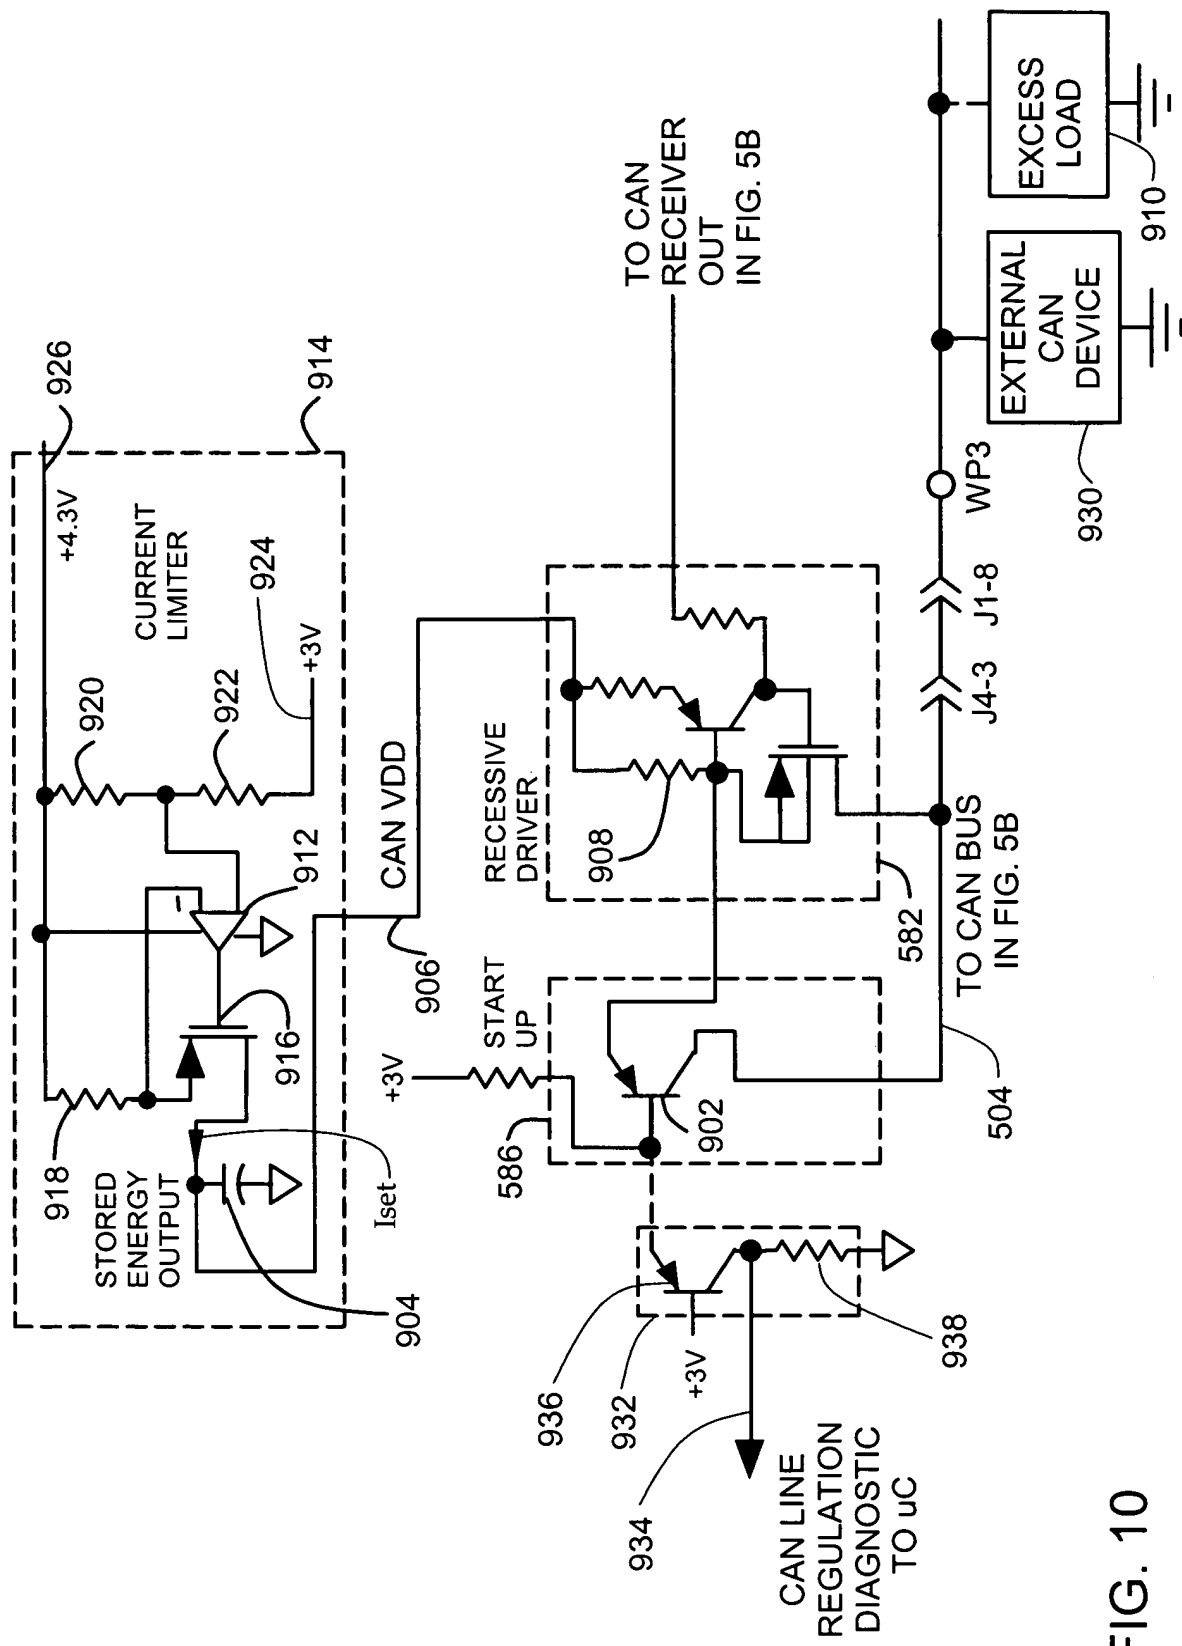 +4.3V
926
CURRENT
LIMITER
914
920
922
924
+3V
912
916
918
STORED
ENERGY
OUTPUT
Iset
904
CAN VDD
906
RECESSIVE
DRIVER
908
582
TO CAN
RECEIVER
OUT
IN FIG. 5B
+3V
START
UP
586
902
504
TO CAN BUS
IN FIG. 5B
J4-3
J1-8
WP3
EXTERNAL
CAN
DEVICE
930
EXCESS
LOAD
910
936
932
+3V
938
934
CAN LINE
REGULATION
DIAGNOSTIC
TO uC
FIG. 10